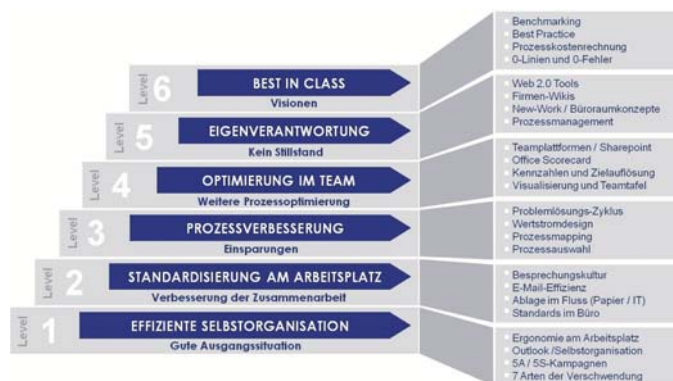 Level 6
BEST IN CLASS
Visionen
Benchmarking
Best Practice
Prozesskostenrechnung
0-Linien und 0-Fehler
Level 5
EIGENVERANTWORTUNG
Kein Stillstand
Web 2.0 Tools
Firmen-Wikis
New-Work / Büroraumkonzepte
Prozessmanagement
Level 4
OPTIMIERUNG IM TEAM
Weitere Prozessoptimierung
Teamplattformen / Sharepoint
Office Scorecard
Kennzahlen und Zielauflösung
Visualisierung und Teamtafel
Level 3
PROZESSVERBESSERUNG
Einsparungen
Problemlösungs-Zyklus
Wertstromdesign
Prozessmapping
Prozessauswahl
Level 2
STANDARDISIERUNG AM ARBEITSPLATZ
Verbesserung der Zusammenarbeit
Besprechungskultur
E-Mail-Effizienz
Ablage im Fluss (Papier / IT)
Standards im Büro
Level 1
EFFIZIENTE SELBSTORGANISATION
Gute Ausgangssituation
Ergonomie am Arbeitsplatz
Outlook /Selbstorganisation
5A / 5S-Kampagnen
7 Arten der Verschwendung